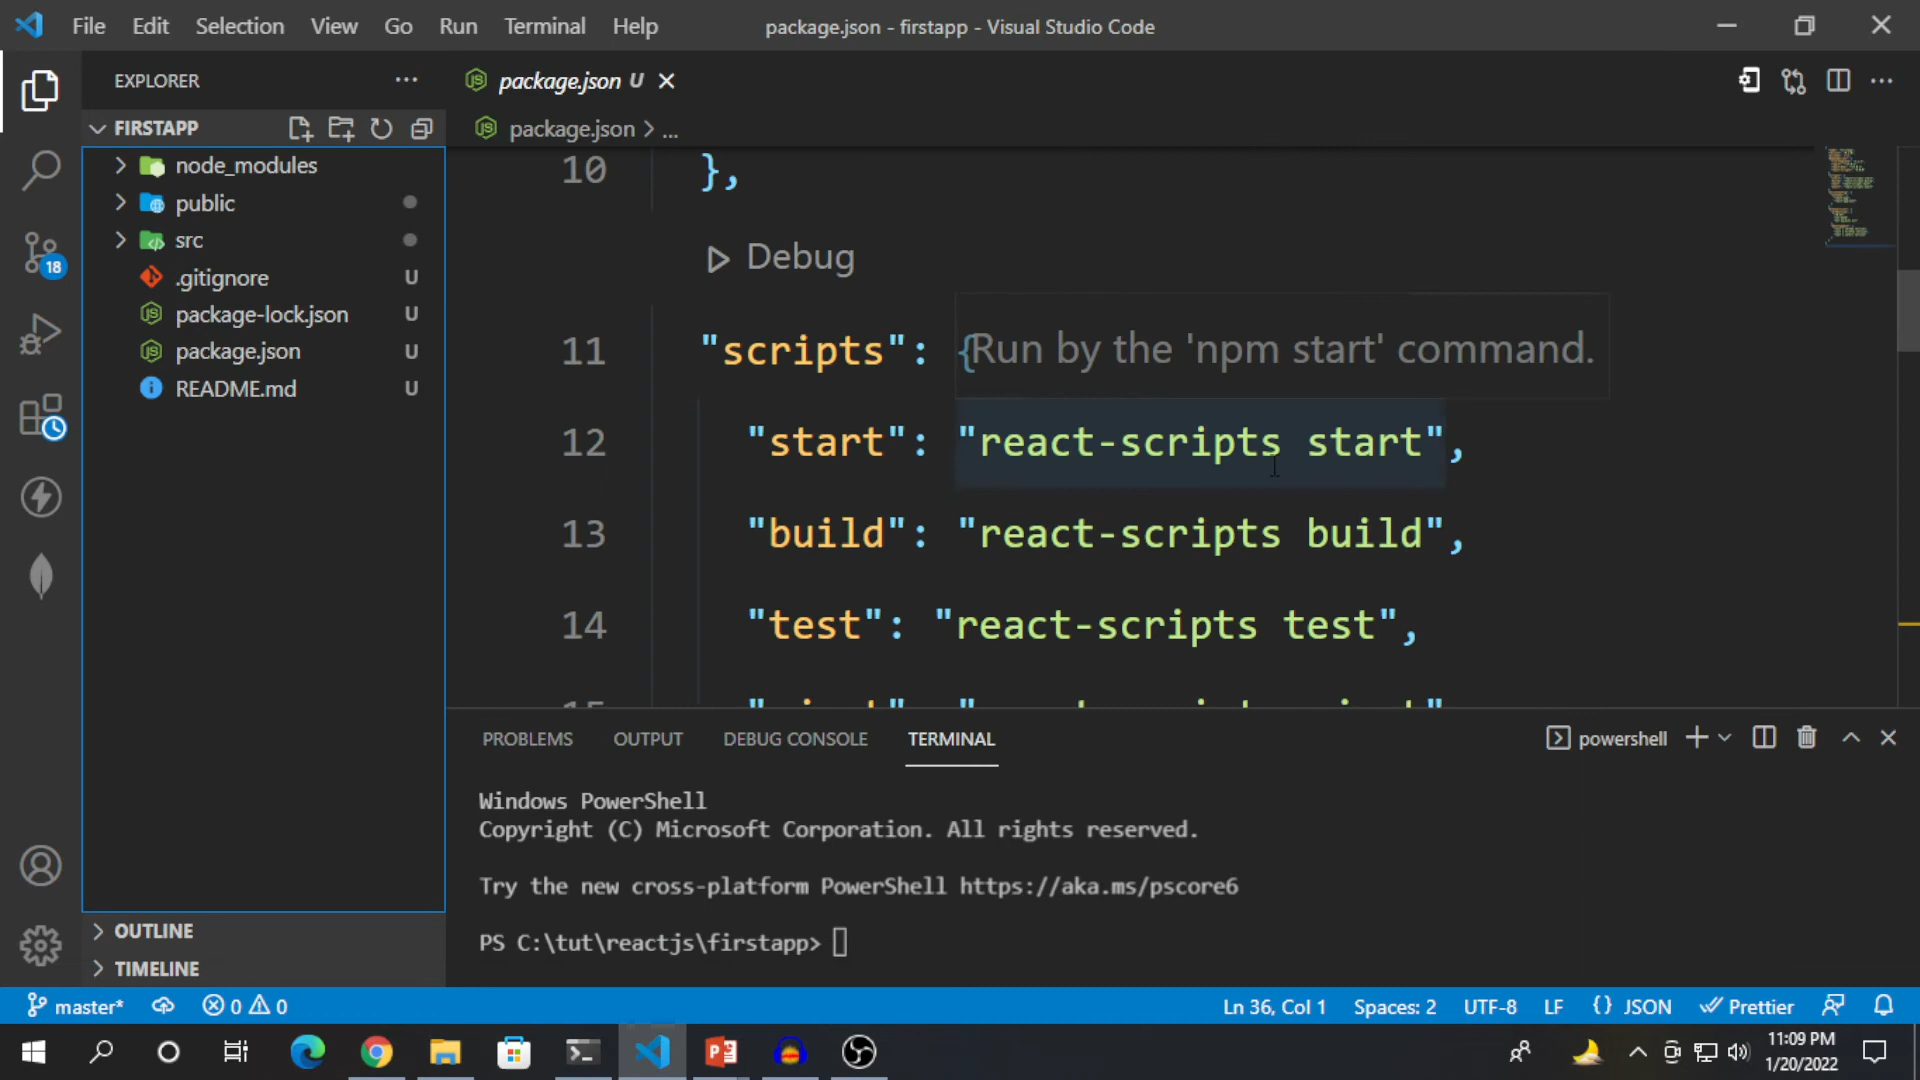 File Edit Selection View Go Run Terminal Help
package.json - firstapp - Visual Studio Code
EXPLORER
package.json U
FIRSTAPP
package.json > ...
node_modules
public
src
.gitignore U
package-lock.json U
package.json U
README.md U
18
10 },
Debug
11 "scripts": {
Run by the 'npm start' command.
12 "start": "react-scripts start",
13 "build": "react-scripts build",
14 "test": "react-scripts test",
PROBLEMS OUTPUT DEBUG CONSOLE TERMINAL
powershell
Windows PowerShell
Copyright (C) Microsoft Corporation. All rights reserved.
Try the new cross-platform PowerShell https://aka.ms/pscore6
PS C:\tut\reactjs\firstapp>
OUTLINE
TIMELINE
master* 0 0
Ln 36, Col 1 Spaces: 2 UTF-8 LF {} JSON Prettier
11:09 PM
1/20/2022